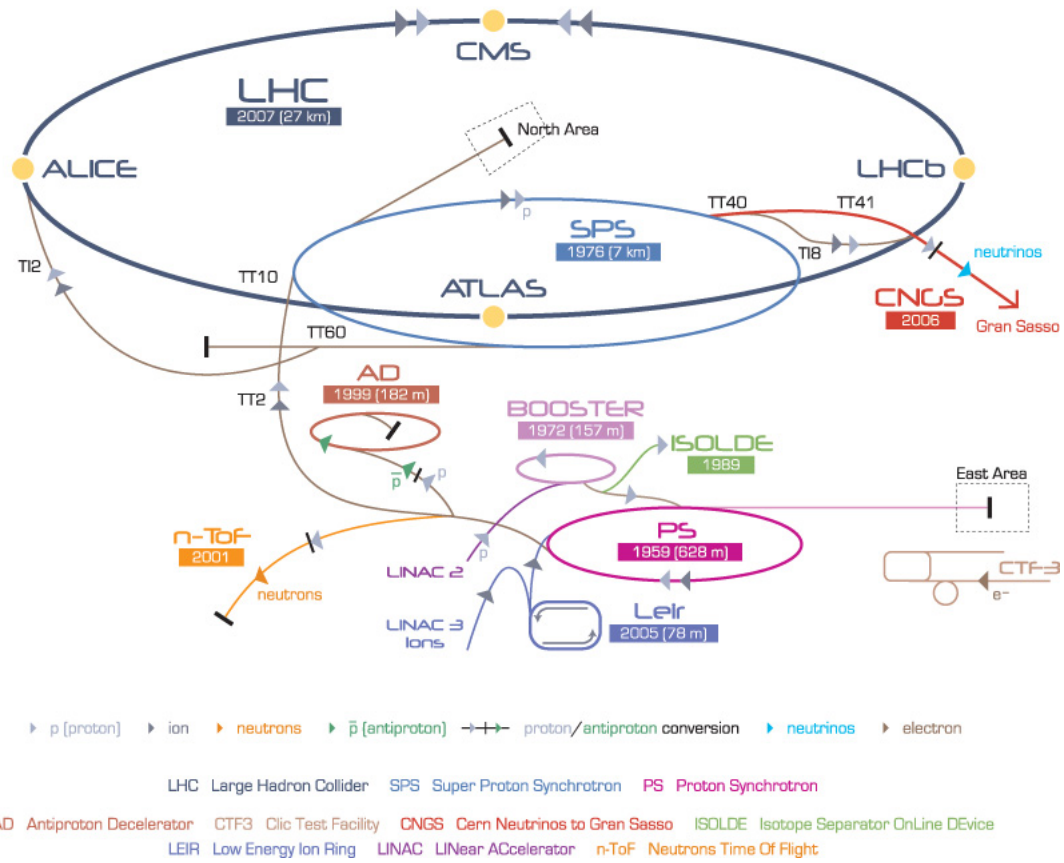 CMS
LHC
2007 (27 km)
North Area
ALICE
LHCb
TT40
TT41
p
SPS
1976 (7 km)
TI2
TT10
TI8
neutrinos
ATLAS
CNGS
2006
Gran Sasso
TT60
AD
1999 (182 m)
TT2
BOOSTER
1972 (157 m)
ISOLDE
1989
p̄
p
East Area
n-ToF
2001
PS
1959 (628 m)
p
LINAC 2
CTF-3
e–
neutrons
LINAC 3
Ions
Leir
2005 (78 m)
p (proton) ion neutrons p̄ (antiproton) proton/antiproton conversion neutrinos electron
LHC Large Hadron Collider SPS Super Proton Synchrotron PS Proton Synchrotron
AD Antiproton Decelerator CTF3 Clic Test Facility CNGS Cern Neutrinos to Gran Sasso ISOLDE Isotope Separator OnLine DEvice
LEIR Low Energy Ion Ring LINAC LINear ACcelerator n-ToF Neutrons Time Of Flight